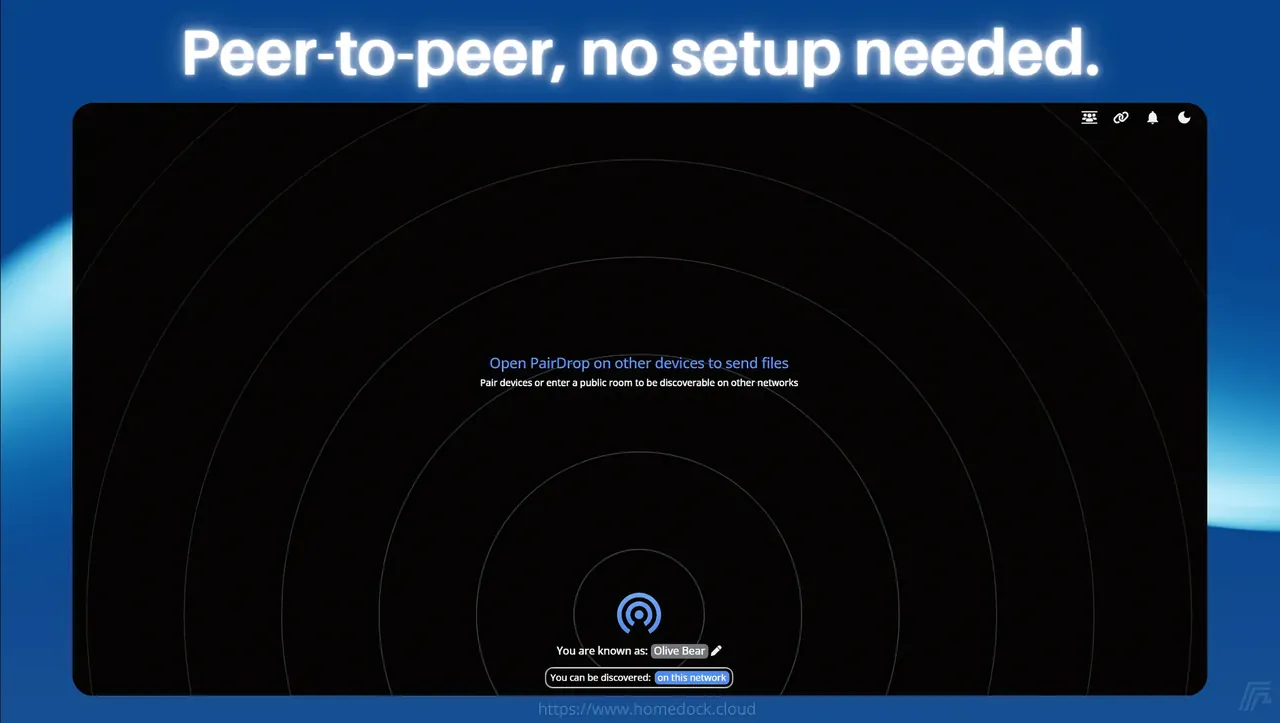 Peer-to-peer, no setup needed.
Open PairDrop on other devices to send files
Pair devices or enter a public room to be discoverable on other networks
You are known as: Olive Bear
You can be discovered: on this network
https://www.homedock.cloud